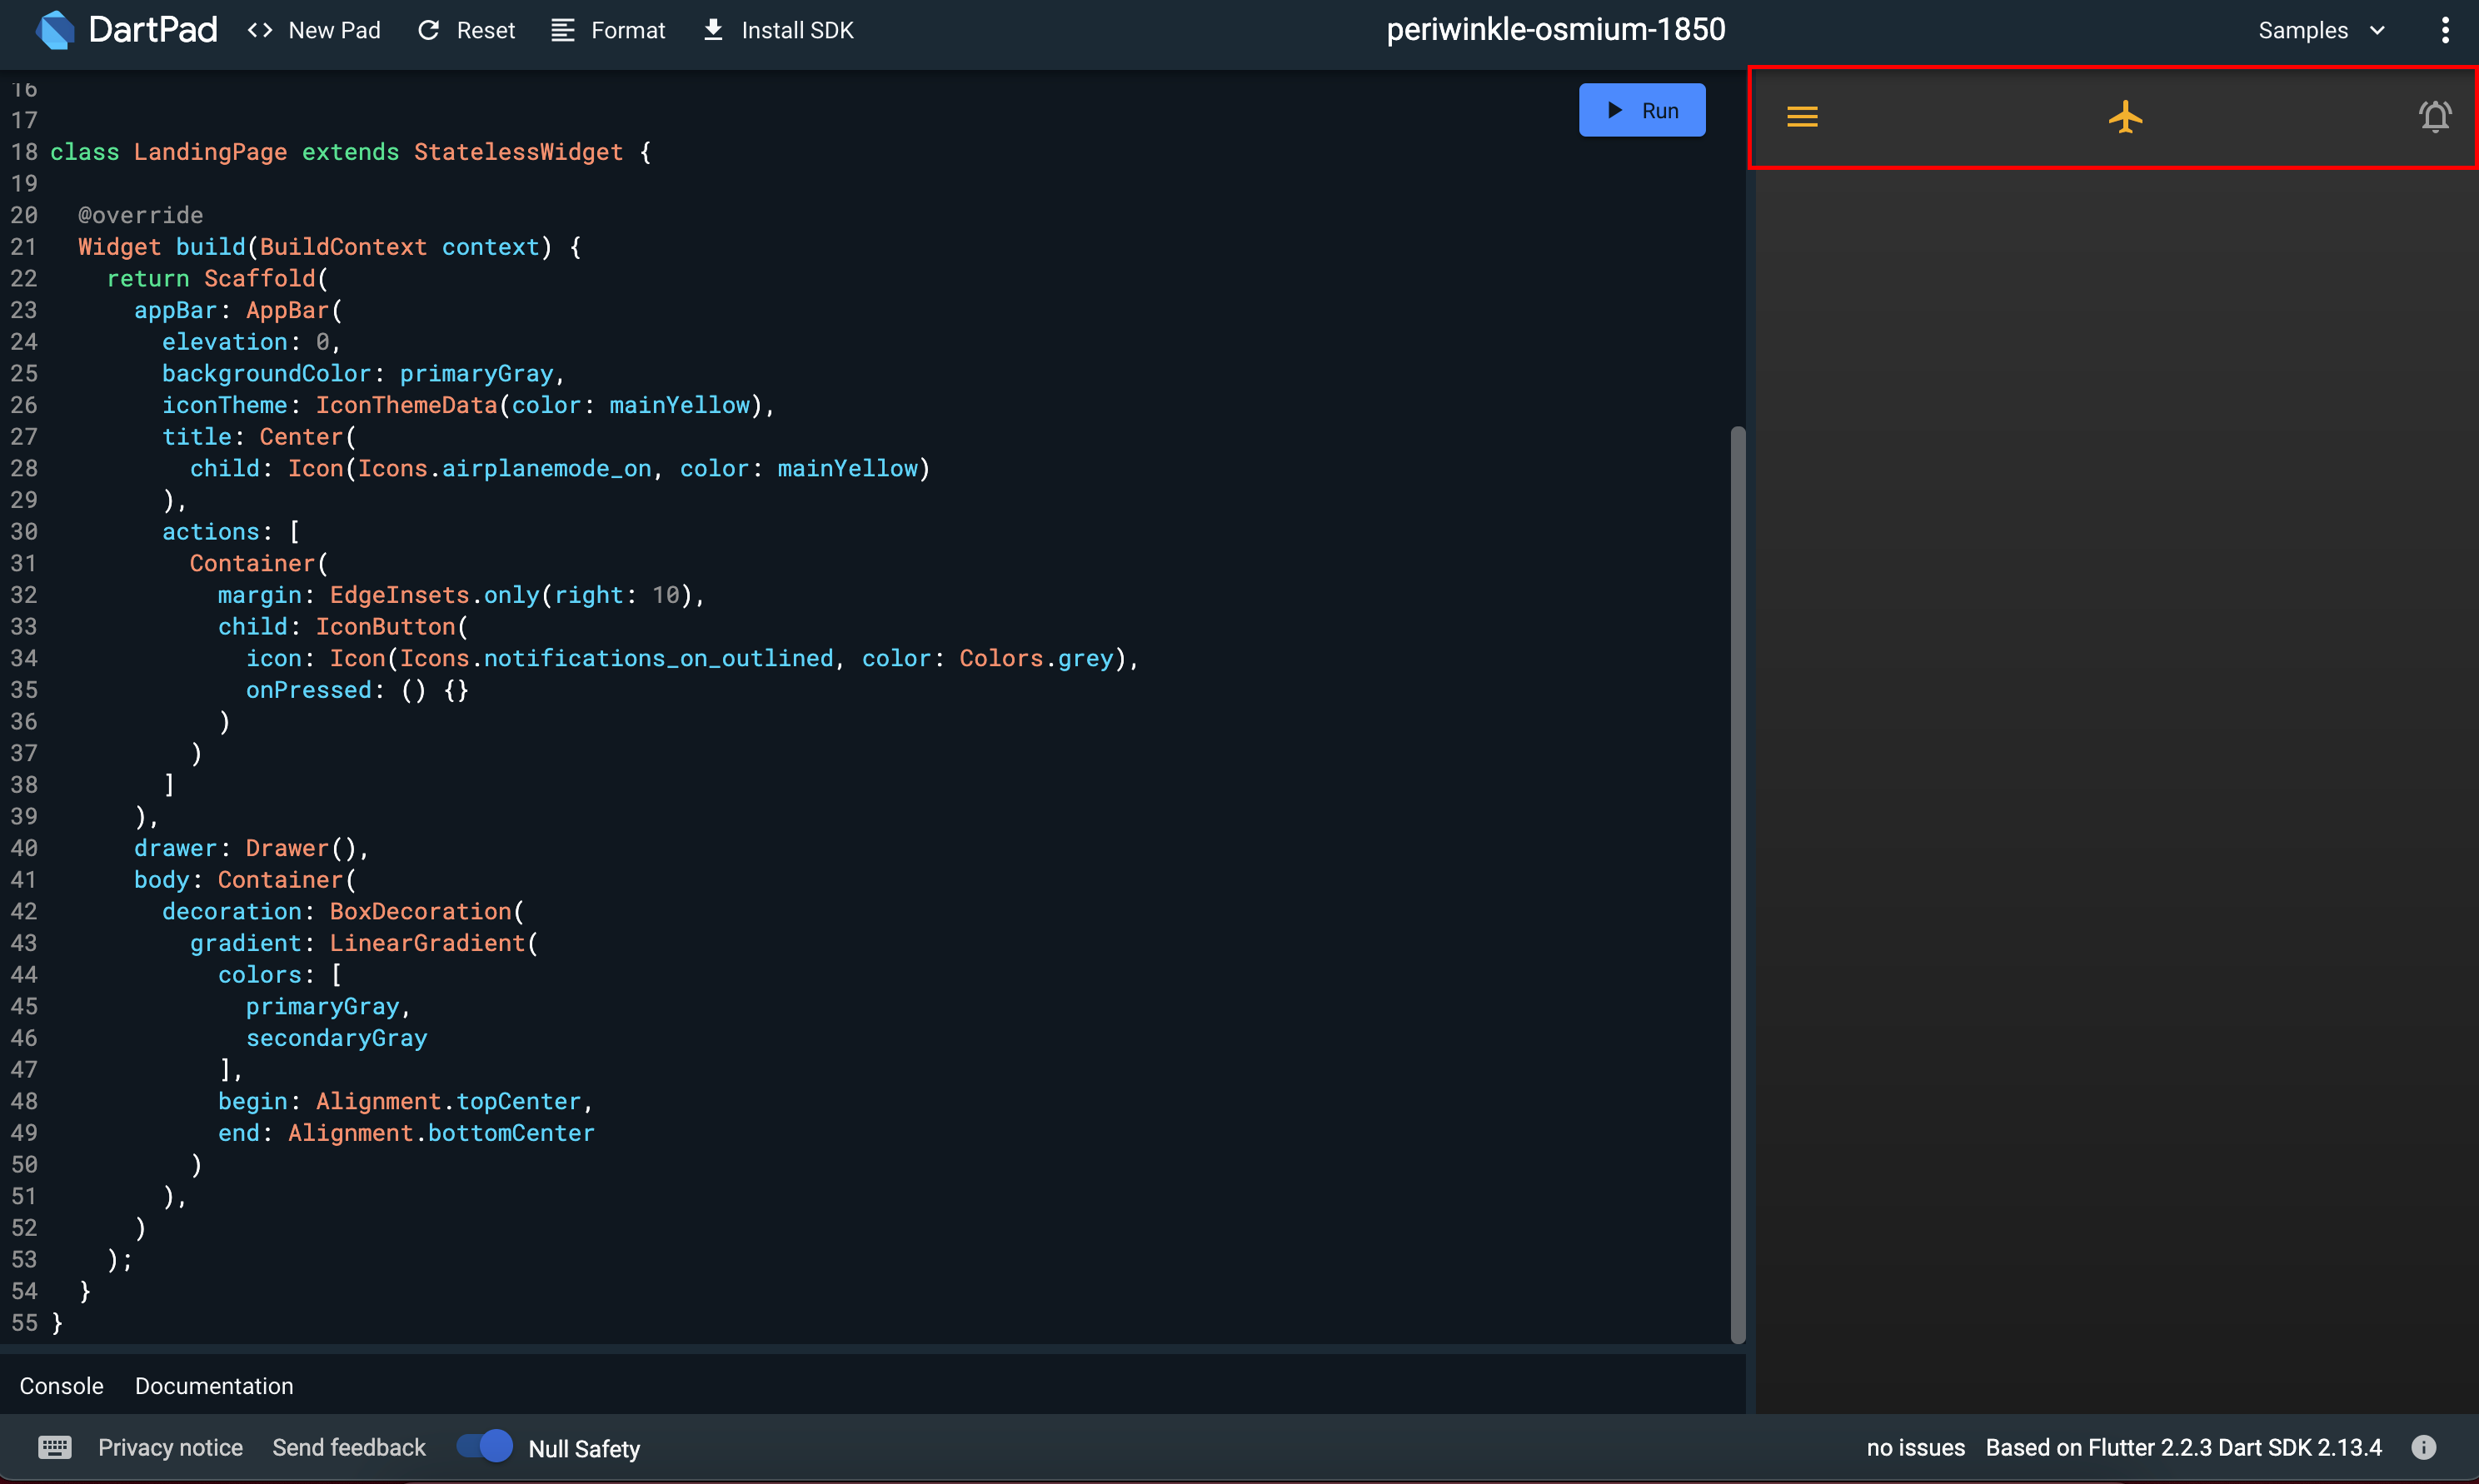 DartPad <> New Pad Reset Format Install SDK periwinkle-osmium-1850 Samples
16
17
18 class LandingPage extends StatelessWidget {
19
20   @override
21   Widget build(BuildContext context) {
22     return Scaffold(
23       appBar: AppBar(
24         elevation: 0,
25         backgroundColor: primaryGray,
26         iconTheme: IconThemeData(color: mainYellow),
27         title: Center(
28           child: Icon(Icons.airplanemode_on, color: mainYellow)
29         ),
30         actions: [
31           Container(
32             margin: EdgeInsets.only(right: 10),
33             child: IconButton(
34               icon: Icon(Icons.notifications_on_outlined, color: Colors.grey),
35               onPressed: () {}
36             )
37           )
38         ]
39       ),
40       drawer: Drawer(),
41       body: Container(
42         decoration: BoxDecoration(
43           gradient: LinearGradient(
44             colors: [
45               primaryGray,
46               secondaryGray
47             ],
48             begin: Alignment.topCenter,
49             end: Alignment.bottomCenter
50           )
51         ),
52       )
53     );
54   }
55 }
Run
Console Documentation
Privacy notice Send feedback Null Safety no issues Based on Flutter 2.2.3 Dart SDK 2.13.4